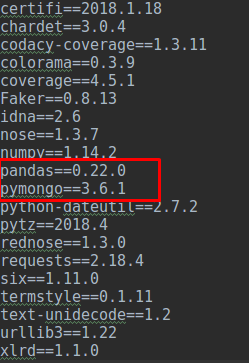 certifi==2018.1.18
chardet==3.0.4
codacy-coverage==1.3.11
colorama==0.3.9
coverage==4.5.1
Faker==0.8.13
idna==2.6
nose==1.3.7
numpy==1.14.2
pandas==0.22.0
pymongo==3.6.1
python-dateutil==2.7.2
pytz==2018.4
rednose==1.3.0
requests==2.18.4
six==1.11.0
termstyle==0.1.11
text-unidecode==1.2
urllib3==1.22
xlrd==1.1.0